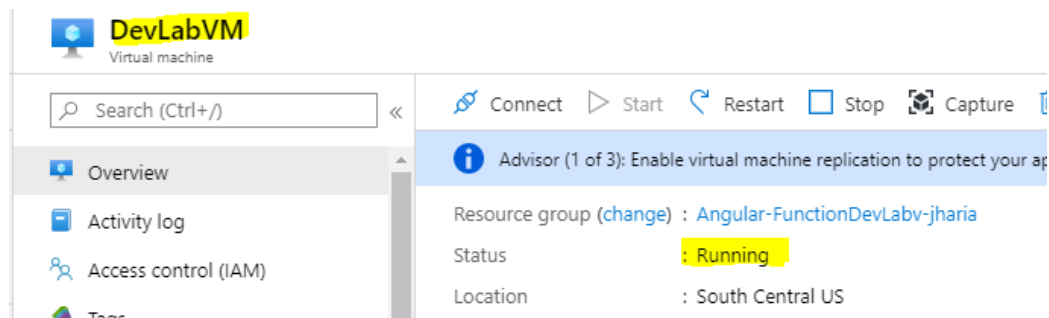 DevLabVM
Virtual machine
Search (Ctrl+/)
«
Overview
Activity log
Access control (IAM)
Tags
Connect Start Restart Stop Capture
Advisor (1 of 3): Enable virtual machine replication to protect your
Resource group (change) : Angular-FunctionDevLabv-jharia
Status : Running
Location : South Central US